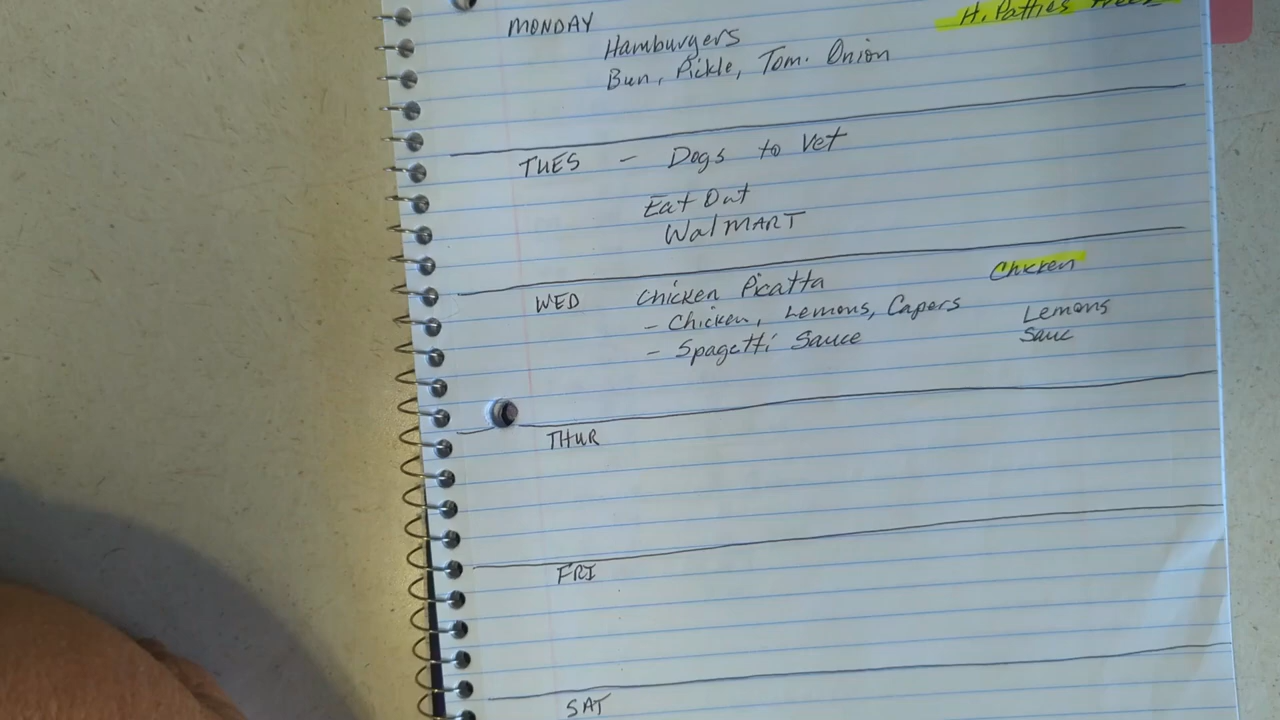 MONDAY
H. Patties
Hamburgers
Bun, Pickle, Tom. Onion
TUES - Dogs to Vet
Eat Out
WalMART
WED Chicken Picatta Chicken
- Chicken, Lemons, Capers Lemons
- Spagetti Sauce Sauc
THUR
FRI
SAT